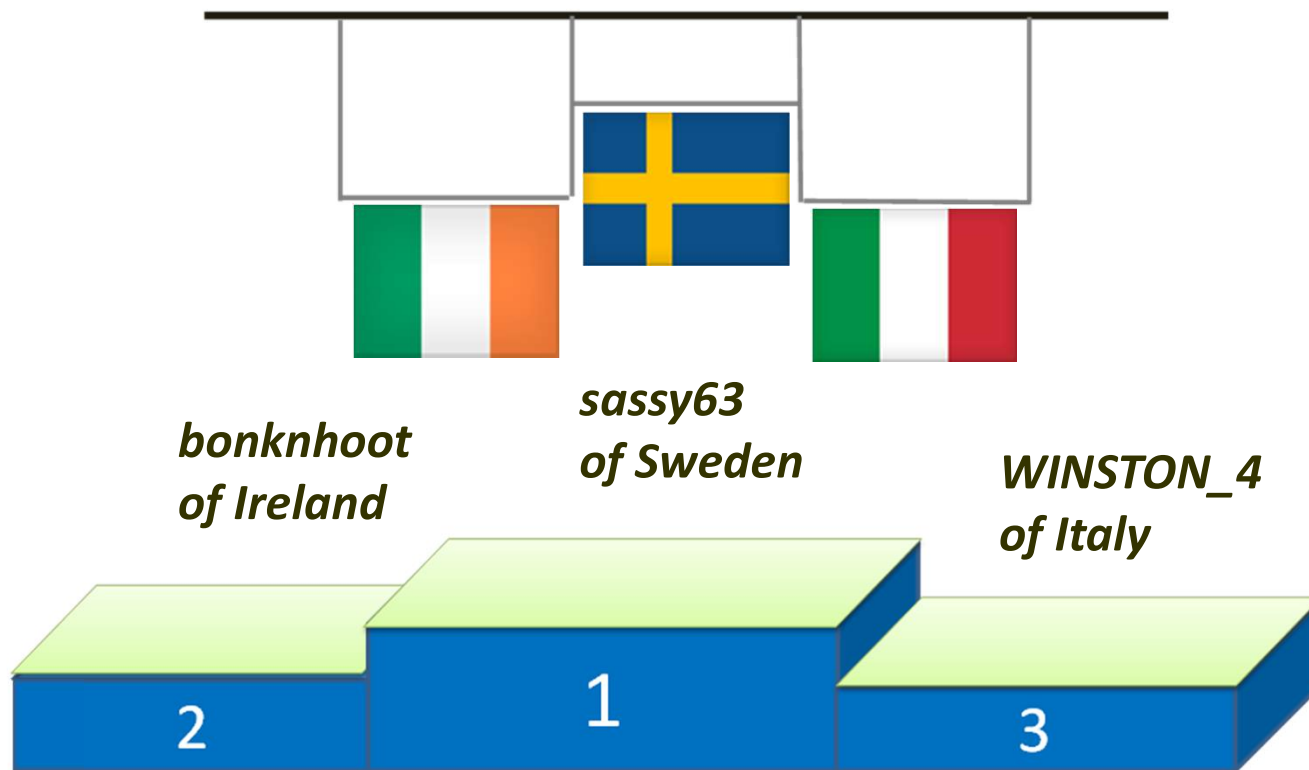 sassy63
of Sweden
bonknhoot
of Ireland
WINSTON_4
of Italy
2
1
3